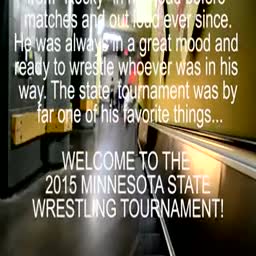 matches and out loud ever since.
He was always in a great mood and
ready to wrestle whoever was in his
way. The state tournament was by
far one of his favorite things...
WELCOME TO THE
2015 MINNESOTA STATE
WRESTLING TOURNAMENT!